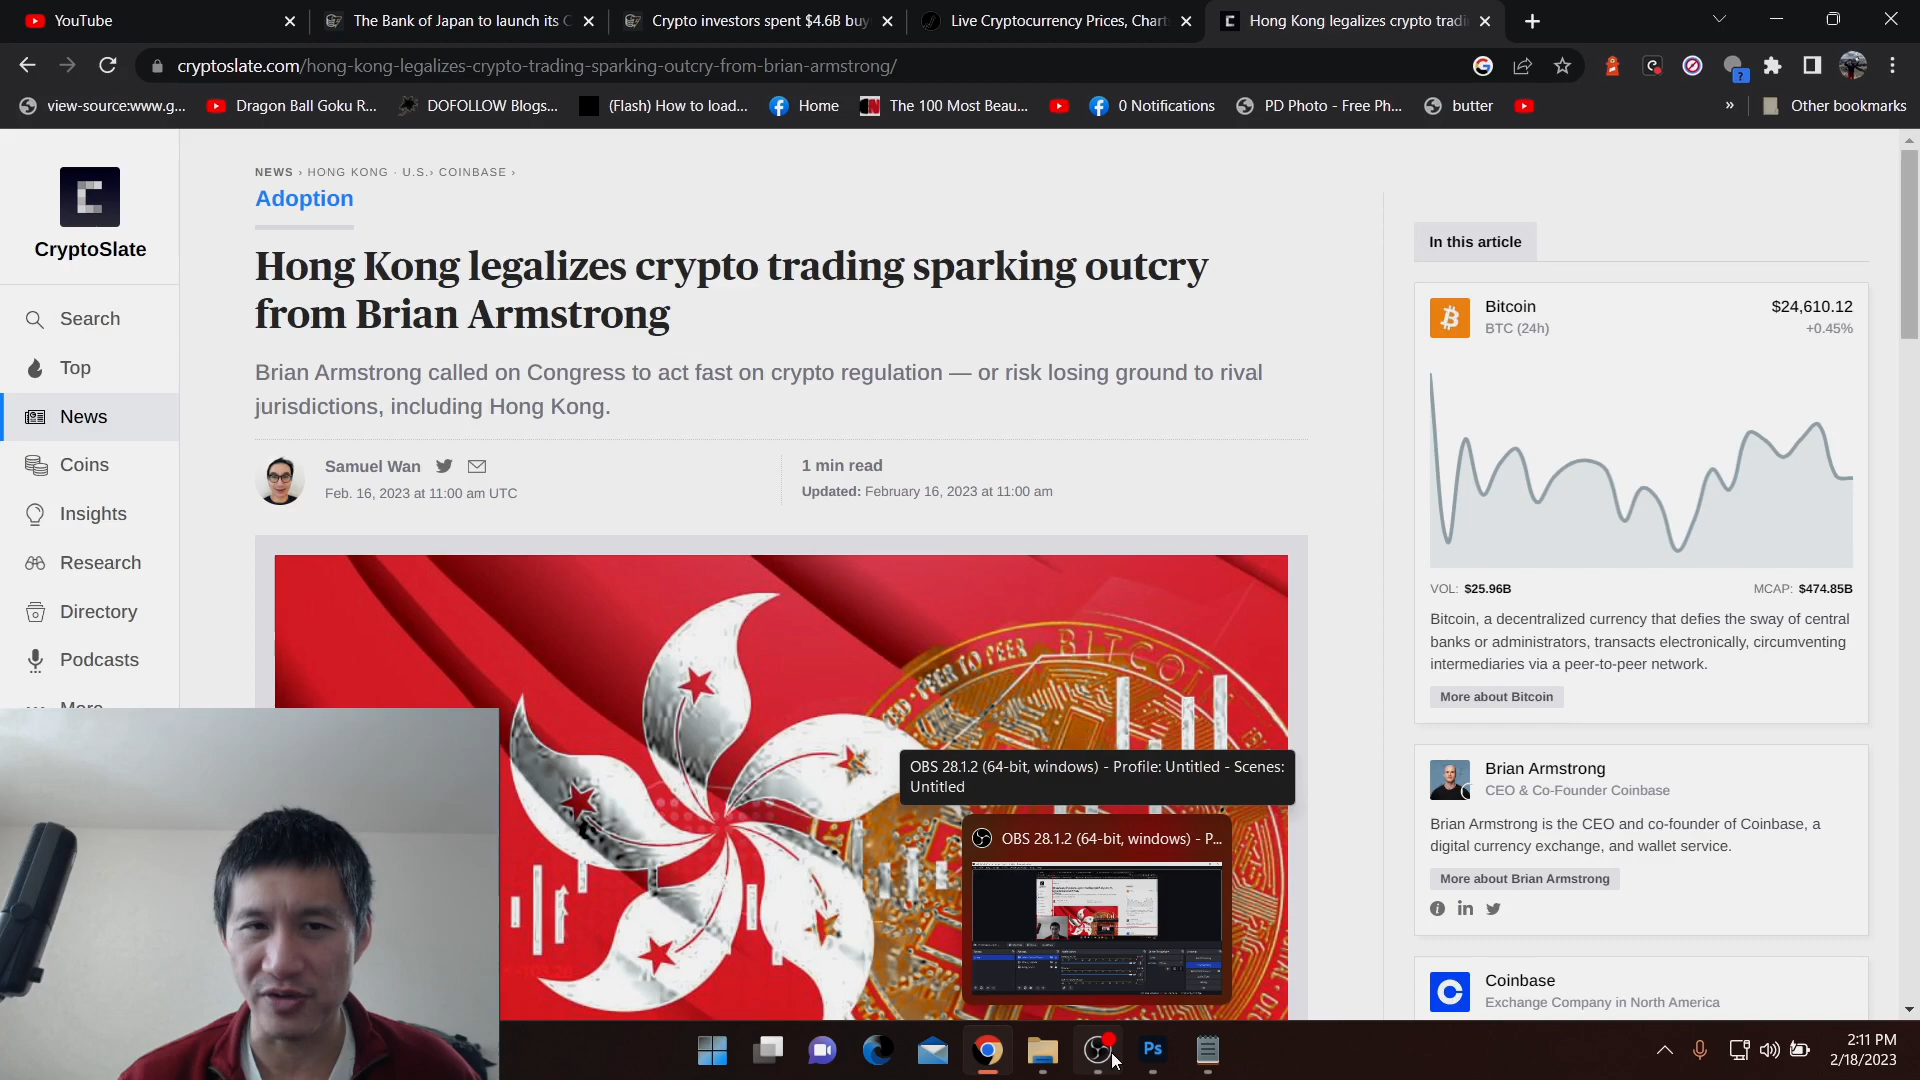 YouTube
The Bank of Japan to launch its C
Crypto investors spent $4.6B buy
Live Cryptocurrency Prices, Chart
Hong Kong legalizes crypto tradi
cryptoslate.com/hong-kong-legalizes-crypto-trading-sparking-outcry-from-brian-armstrong/
view-source:www.g...
Dragon Ball Goku R...
DOFOLLOW Blogs...
(Flash) How to load...
Home
The 100 Most Beau...
0 Notifications
PD Photo - Free Ph...
butter
»
Other bookmarks
CryptoSlate
Search
Top
News
Coins
Insights
Research
Directory
Podcasts
NEWS › HONG KONG · U.S.› COINBASE ›
Adoption
Hong Kong legalizes crypto trading sparking outcry
from Brian Armstrong
Brian Armstrong called on Congress to act fast on crypto regulation — or risk losing ground to rival
jurisdictions, including Hong Kong.
Samuel Wan
Feb. 16, 2023 at 11:00 am UTC
1 min read
Updated: February 16, 2023 at 11:00 am
PEER TO PEER
BITCOI
OBS 28.1.2 (64-bit, windows) - Profile: Untitled - Scenes:
Untitled
OBS 28.1.2 (64-bit, windows) - P...
In this article
Bitcoin
$24,610.12
BTC (24h)
+0.45%
VOL: $25.96B
MCAP: $474.85B
Bitcoin, a decentralized currency that defies the sway of central
banks or administrators, transacts electronically, circumventing
intermediaries via a peer-to-peer network.
More about Bitcoin
Brian Armstrong
CEO & Co-Founder Coinbase
Brian Armstrong is the CEO and co-founder of Coinbase, a
digital currency exchange, and wallet service.
More about Brian Armstrong
Coinbase
Exchange Company in North America
Ps
2:11 PM
2/18/2023